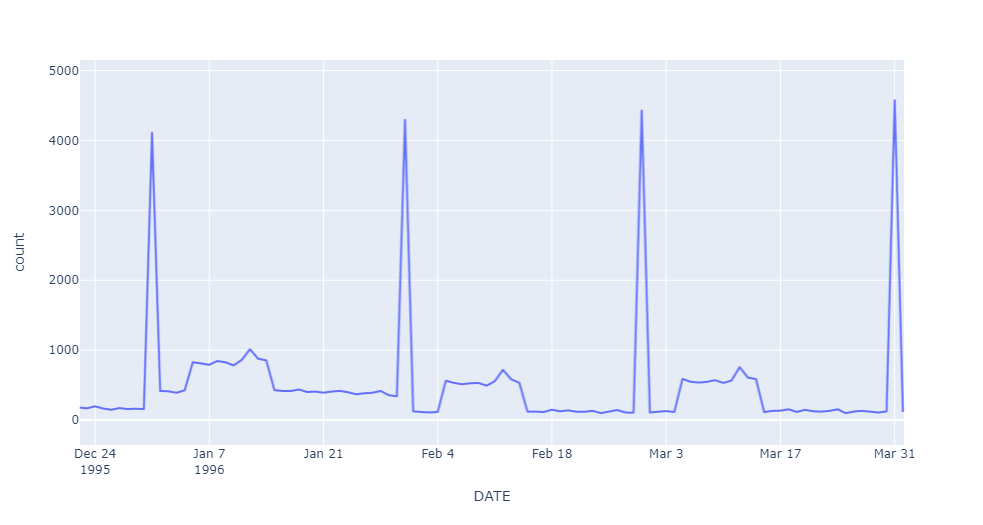 5000
4000
3000
2000
1000
0
count
Dec 24
1995
Jan 7
1996
Jan 21
Feb 4
Feb 18
Mar 3
Mar 17
Mar 31
DATE